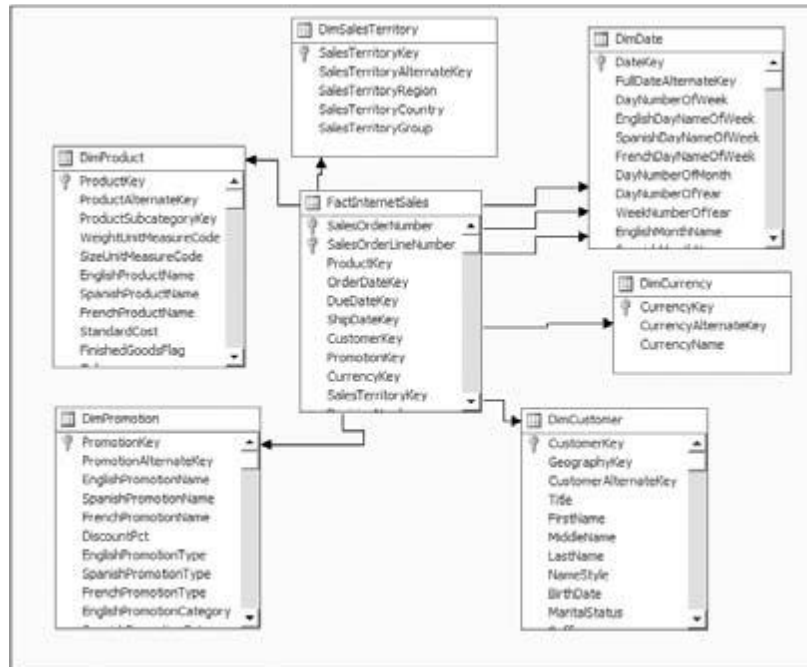 DimSalesTerritory
SalesTerritoryKey
SalesTerritoryAlternateKey
SalesTerritoryRegion
SalesTerritoryCountry
SalesTerritoryGroup
DimDate
DateKey
FullDateAlternateKey
DayNumberOfWeek
EnglishDayNameOfWeek
SpanishDayNameOfWeek
FrenchDayNameOfWeek
DayNumberOfMonth
DayNumberOfYear
WeekNumberOfYear
EnglishMonthName
DimProduct
ProductKey
ProductAlternateKey
ProductSubcategoryKey
WeightUnitMeasureCode
SizeUnitMeasureCode
EnglishProductName
SpanishProductName
FrenchProductName
StandardCost
FinishedGoodsFlag
FactInternetSales
SalesOrderNumber
SalesOrderLineNumber
ProductKey
OrderDateKey
DueDateKey
ShipDateKey
CustomerKey
PromotionKey
CurrencyKey
SalesTerritoryKey
DimCurrency
CurrencyKey
CurrencyAlternateKey
CurrencyName
DimPromotion
PromotionKey
PromotionAlternateKey
EnglishPromotionName
SpanishPromotionName
FrenchPromotionName
DiscountPct
EnglishPromotionType
SpanishPromotionType
FrenchPromotionType
EnglishPromotionCategory
DimCustomer
CustomerKey
GeographyKey
CustomerAlternateKey
Title
FirstName
MiddleName
LastName
NameStyle
BirthDate
MaritalStatus